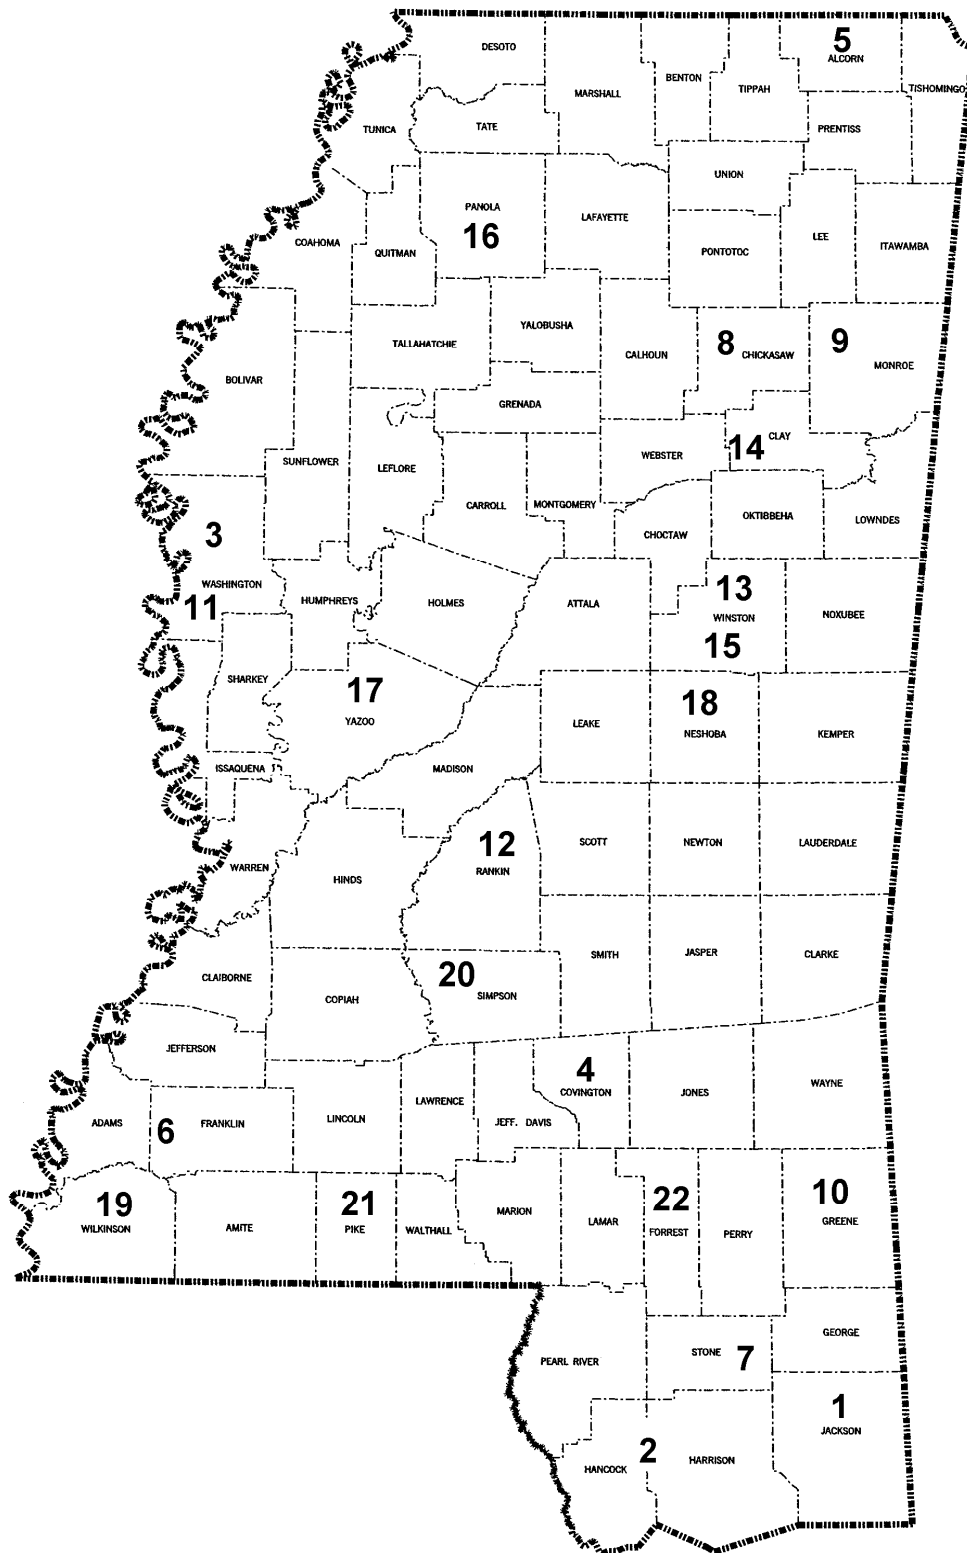 DESOTO
5
ALCORN
BENTON
TIPPAH
TISHOMINGO
MARSHALL
TUNICA
TATE
PRENTISS
UNION
PANOLA
16
LAFAYETTE
COAHOMA
QUITMAN
PONTOTOC
LEE
ITAWAMBA
TALLAHATCHIE
YALOBUSHA
CALHOUN
8
CHICKASAW
9
MONROE
BOLIVAR
GRENADA
SUNFLOWER
LEFLORE
WEBSTER
14
CLAY
CARROLL
MONTGOMERY
OKTIBBEHA
LOWNDES
3
CHOCTAW
WASHINGTON
11
HUMPHREYS
HOLMES
ATTALA
13
WINSTON
15
NOXUBEE
SHARKEY
17
YAZOO
LEAKE
18
NESHOBA
KEMPER
ISSAQUENA
MADISON
12
RANKIN
SCOTT
NEWTON
LAUDERDALE
WARREN
HINDS
CLAIBORNE
COPIAH
20
SIMPSON
SMITH
JASPER
CLARKE
JEFFERSON
ADAMS
6
FRANKLIN
LINCOLN
LAWRENCE
JEFF. DAVIS
4
COVINGTON
JONES
WAYNE
19
WILKINSON
AMITE
21
PIKE
WALTHALL
MARION
LAMAR
22
FORREST
PERRY
10
GREENE
PEARL RIVER
STONE
7
GEORGE
1
JACKSON
HANCOCK
2
HARRISON